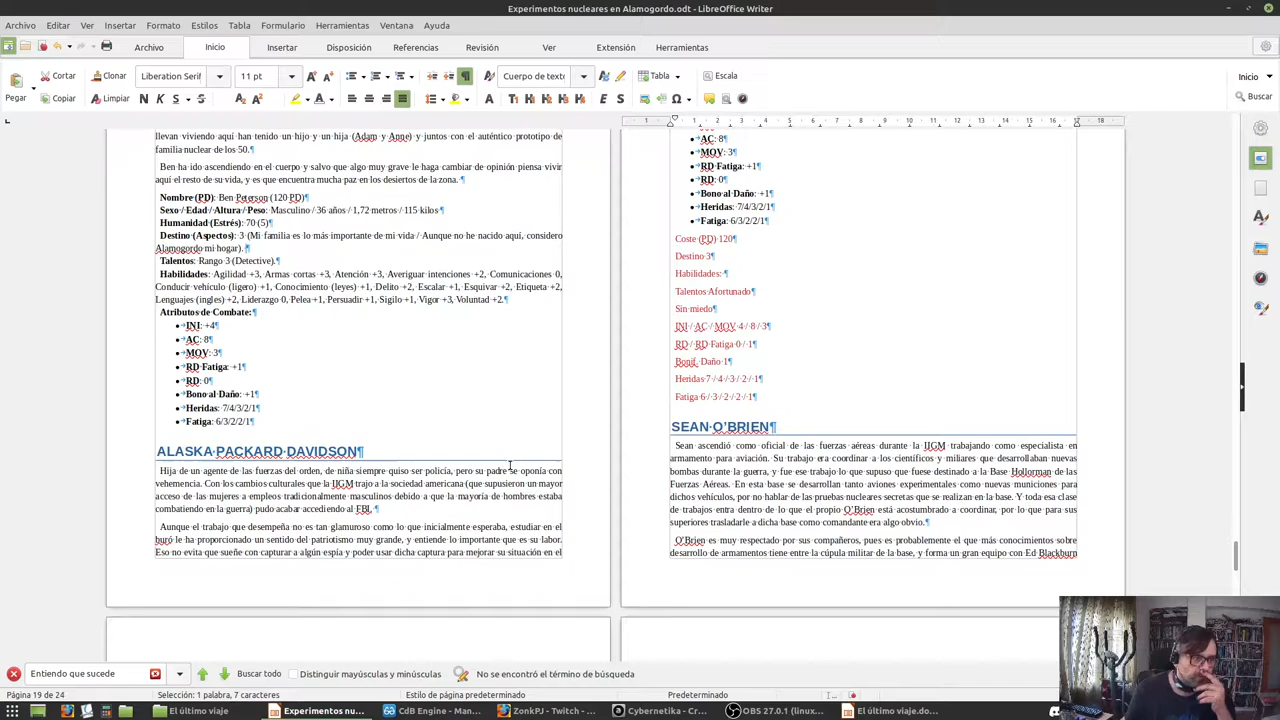 Experimentos nucleares en Alamogordo.odt - LibreOffice Writer
Archivo Editar Ver Insertar Formato Estilos Tabla Formulario Herramientas Ventana Ayuda
Archivo Inicio Insertar Disposición Referencias Revisión Ver Extensión Herramientas
Cortar Clonar Liberation Serif 11 pt Cuerpo de texto Tabla Escala Inicio
Pegar Copiar Limpiar N K S S A T1 H1 H2 H3 E S Buscar
1 1 2 3 4 5 6 7 8 9 10 11 12 13 14 15 16 17 18
llevan viviendo aquí han tenido un hijo y un hija (Adam y Anne) y juntos con el auténtico prototipo de
familia nuclear de los 50.¶
Ben ha ido ascendiendo en el cuerpo y salvo que algo muy grave le haga cambar de opinión piensa vivir
aquí el resto de su vida, y es que encuentra mucha paz en los desiertos de la zona. ¶
Nombre (PD): Ben Peterson (120 PD)¶
Sexo / Edad / Altura / Peso: Masculino / 36 años / 1,72 metros / 115 kilos ¶
Humanidad (Estrés): 70 (5)¶
Destino (Aspectos): 3 (Mi familia es lo más importante de mi vida / Aunque no he nacido aquí, considero
Alamogordo mi hogar). ¶
Talentos: Rango 3 (Detective).¶
Habilidades: Agilidad +3, Armas cortas +3, Atención +3, Averiguar intenciones +2, Comunicaciones 0,
Conducir vehículo (ligero) +1, Conocimiento (leyes) +1, Delito +2, Escalar +1, Esquivar +2, Etiqueta +2,
Lenguajes (ingles) +2, Liderazgo 0, Pelea +1, Persuadir +1, Sigilo +1, Vigor +3, Voluntad +2.¶
Atributos de Combate:¶
INI: +4¶
AC: 8¶
MOV: 3¶
RD Fatiga: +1¶
RD: 0¶
Bono al Daño: +1¶
Heridas: 7/4/3/2/1¶
Fatiga: 6/3/2/2/1¶
ALASKA PACKARD DAVIDSON¶
Hija de un agente de las fuerzas del orden, de niña siempre quiso ser policía, pero su padre se oponía con
vehemencia. Con los cambios culturales que la IIGM trajo a la sociedad americana (que supusieron un mayor
acceso de las mujeres a empleos tradicionalmente masculinos debido a que la mayoría de hombres estaba
combatiendo en la guerra) pudo acabar accediendo al FBI. ¶
Aunque el trabajo que desempeña no es tan glamuroso como lo que inicialmente esperaba, estudiar en el
buró le ha proporcionado un sentido del patriotismo muy grande, y entiende lo importante que es su labor.
Eso no evita que sueñe con capturar a algún espía y poder usar dicha captura para mejorar su situación en el
AC: 8¶
MOV: 3¶
RD Fatiga: +1¶
RD: 0¶
Bono al Daño: +1¶
Heridas: 7/4/3/2/1¶
Fatiga: 6/3/2/2/1¶
Coste (PD) 120¶
Destino 3¶
Habilidades: ¶
Talentos Afortunado¶
Sin miedo¶
INI / AC / MOV 4 / 8 / 3¶
RD / RD Fatiga 0 / 1¶
Bonif. Daño 1¶
Heridas 7 / 4 / 3 / 2 / 1¶
Fatiga 6 / 3 / 2 / 2 / 1¶
SEAN O'BRIEN¶
Sean ascendió como oficial de las fuerzas aéreas durante la IIGM trabajando como especialista en
armamento para aviación. Su trabajo era coordinar a los científicos y miliares que desarrollaban nuevas
bombas durante la guerra, y fue ese trabajo lo que supuso que fuese destinado a la Base Hollorman de las
Fuerzas Aéreas. En esta base se desarrollan tanto aviones experimentales como nuevas municiones para
dichos vehículos, por no hablar de las pruebas nucleares secretas que se realizan en la base. Y toda esa clase
de trabajos entra dentro de lo que el propio O'Brien está acostumbrado a coordinar, por lo que para sus
superiores trasladarle a dicha base como comandante era algo obvio.¶
O'Brien es muy respectado por sus compañeros, pues es probablemente el que más conocimientos sobre
desarrollo de armamentos tiene entre la cúpula militar de la base, y forma un gran equipo con Ed Blackburn
Entiendo que sucede Buscar todo Distinguir mayúsculas y minúsculas No se encontró el término de búsqueda
Página 19 de 24 Selección: 1 palabra, 7 caracteres Estilo de página predeterminado Predeterminado
El último viaje Experimentos nu... CdB Engine - Man... ZonkPJ - Twitch - ... Cybernetika - Cr... OBS 27.0.1 (linux... El último viaje.do...